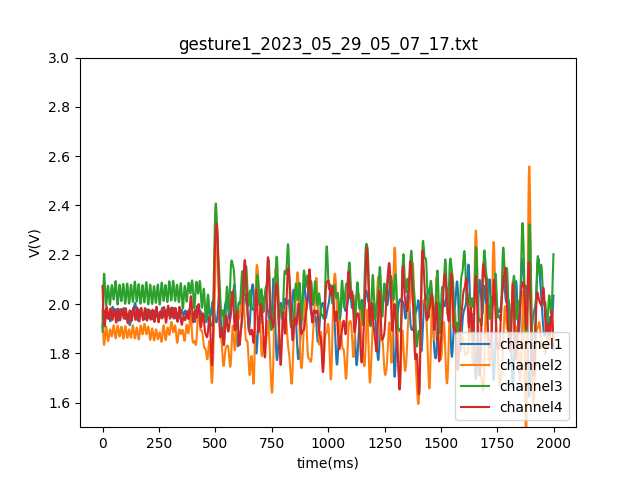 gesture1_2023_05_29_05_07_17.txt
3.0
2.8
2.6
2.4
2.2
2.0
1.8
1.6
V(V)
channel1
channel2
channel3
channel4
0 250 500 750 1000 1250 1500 1750 2000
time(ms)